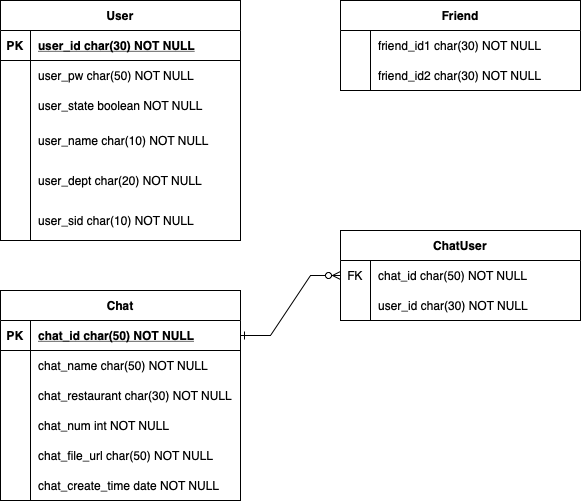 User
PK user_id char(30) NOT NULL
user_pw char(50) NOT NULL
user_state boolean NOT NULL
user_name char(10) NOT NULL
user_dept char(20) NOT NULL
user_sid char(10) NOT NULL
Friend
friend_id1 char(30) NOT NULL
friend_id2 char(30) NOT NULL
ChatUser
FK chat_id char(50) NOT NULL
user_id char(30) NOT NULL
Chat
PK chat_id char(50) NOT NULL
chat_name char(50) NOT NULL
chat_restaurant char(30) NOT NULL
chat_num int NOT NULL
chat_file_url char(50) NOT NULL
chat_create_time date NOT NULL